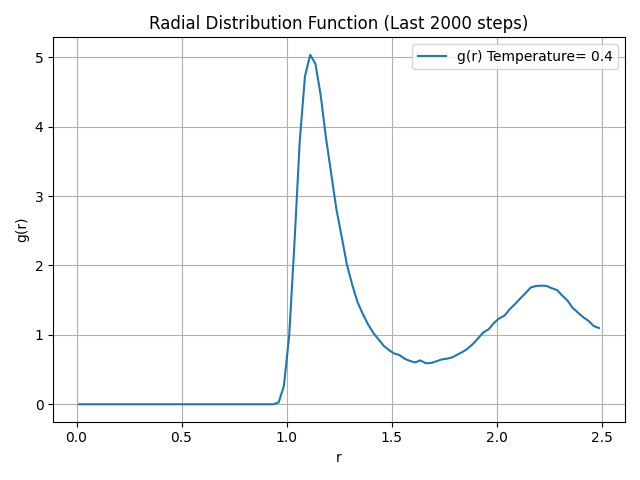 Radial Distribution Function (Last 2000 steps)
g(r) Temperature= 0.4
5
4
3
2
1
0
g(r)
0.0 0.5 1.0 1.5 2.0 2.5
r